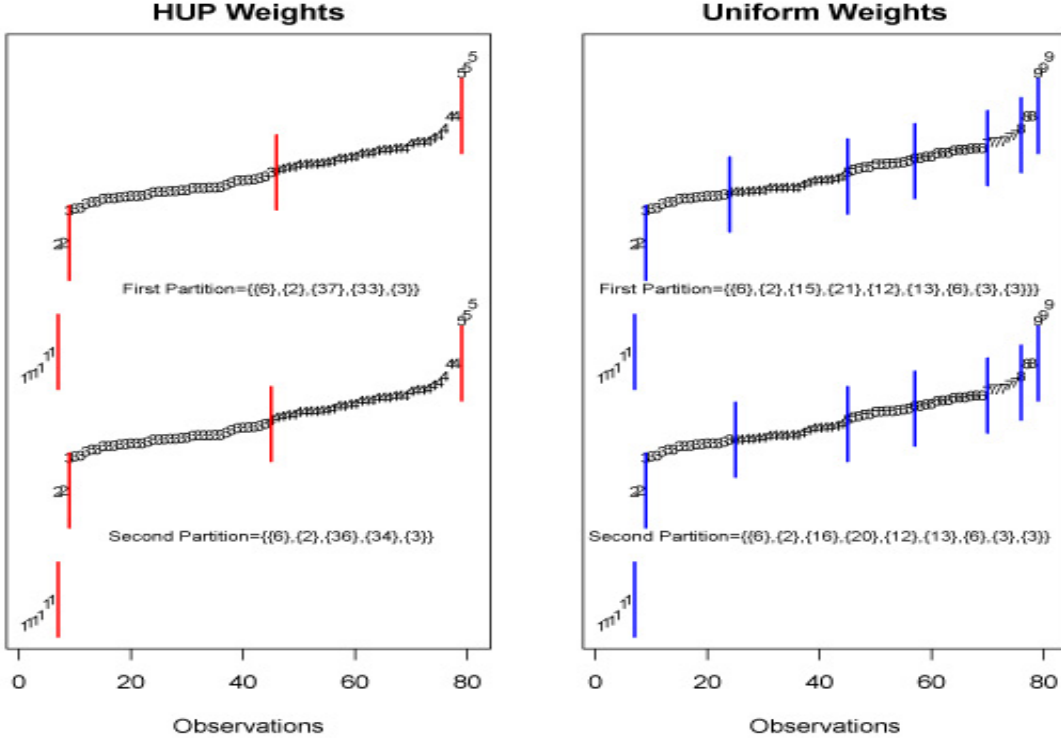 HUP Weights
First Partition={{6},{2},{37},{33},{3}}
Second Partition={{6},{2},{36},{34},{3}}
0 20 40 60 80
Observations
Uniform Weights
First Partition={{6},{2},{15},{21},{12},{13},{6},{3},{3}}}
Second Partition={{6},{2},{16},{20},{12},{13},{6},{3},{3}}
0 20 40 60 80
Observations